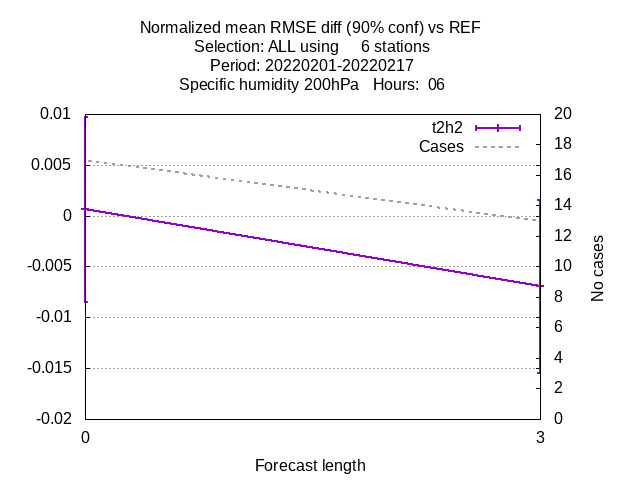 Normalized mean RMSE diff (90% conf) vs REF
Selection: ALL using     6 stations
Period: 20220201-20220217
Specific humidity 200hPa   Hours:  06
t2h2
Cases
0.01
0.005
0
-0.005
-0.01
-0.015
-0.02
20
18
16
14
12
10
8
6
4
2
0
No cases
0
3
Forecast length